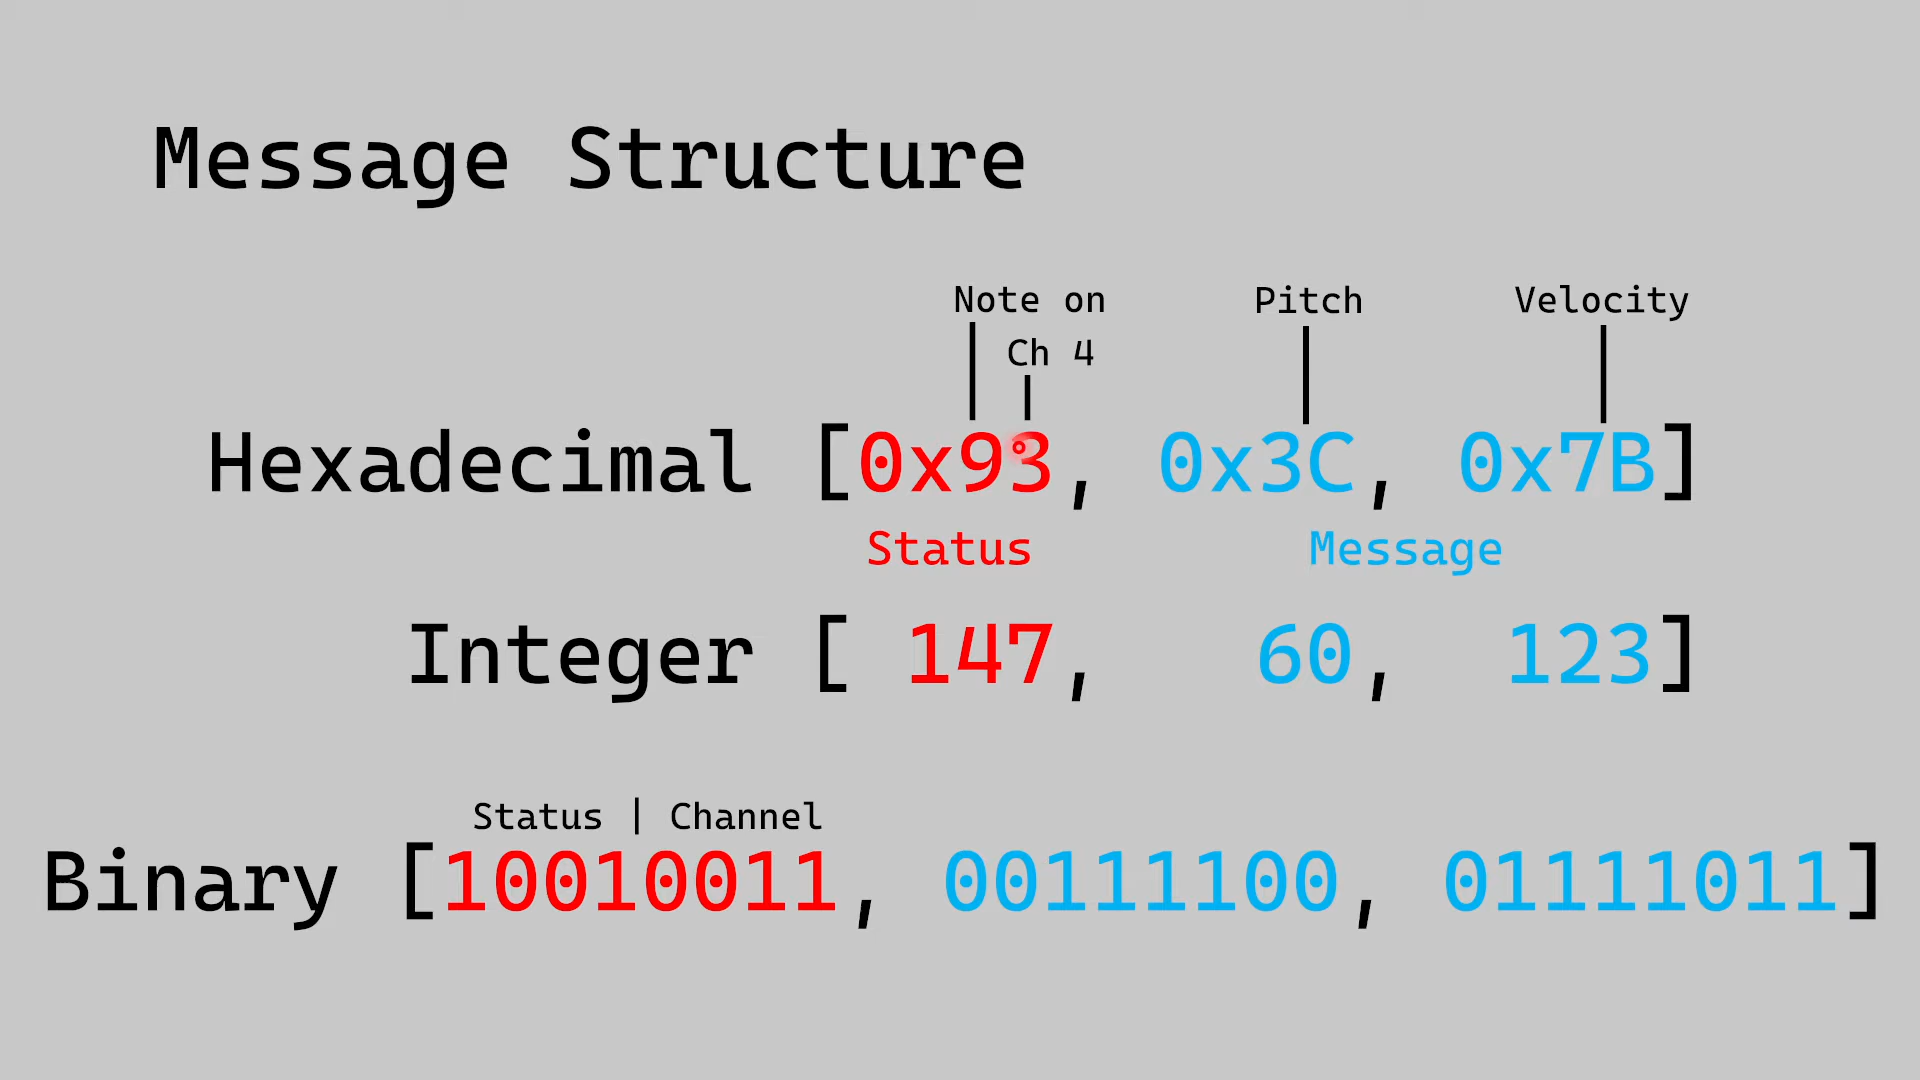 Message Structure
Note on Pitch Velocity
Ch 4
Hexadecimal [0x93, 0x3C, 0x7B]
Status Message
Integer [ 147, 60, 123]
Status | Channel
Binary [10010011, 00111100, 01111011]